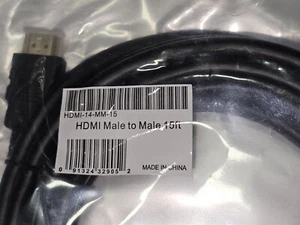 HDMI-14-MM-15
HDMI Male to Male 15ft
0 91324 32905 2
MADE IN CHINA